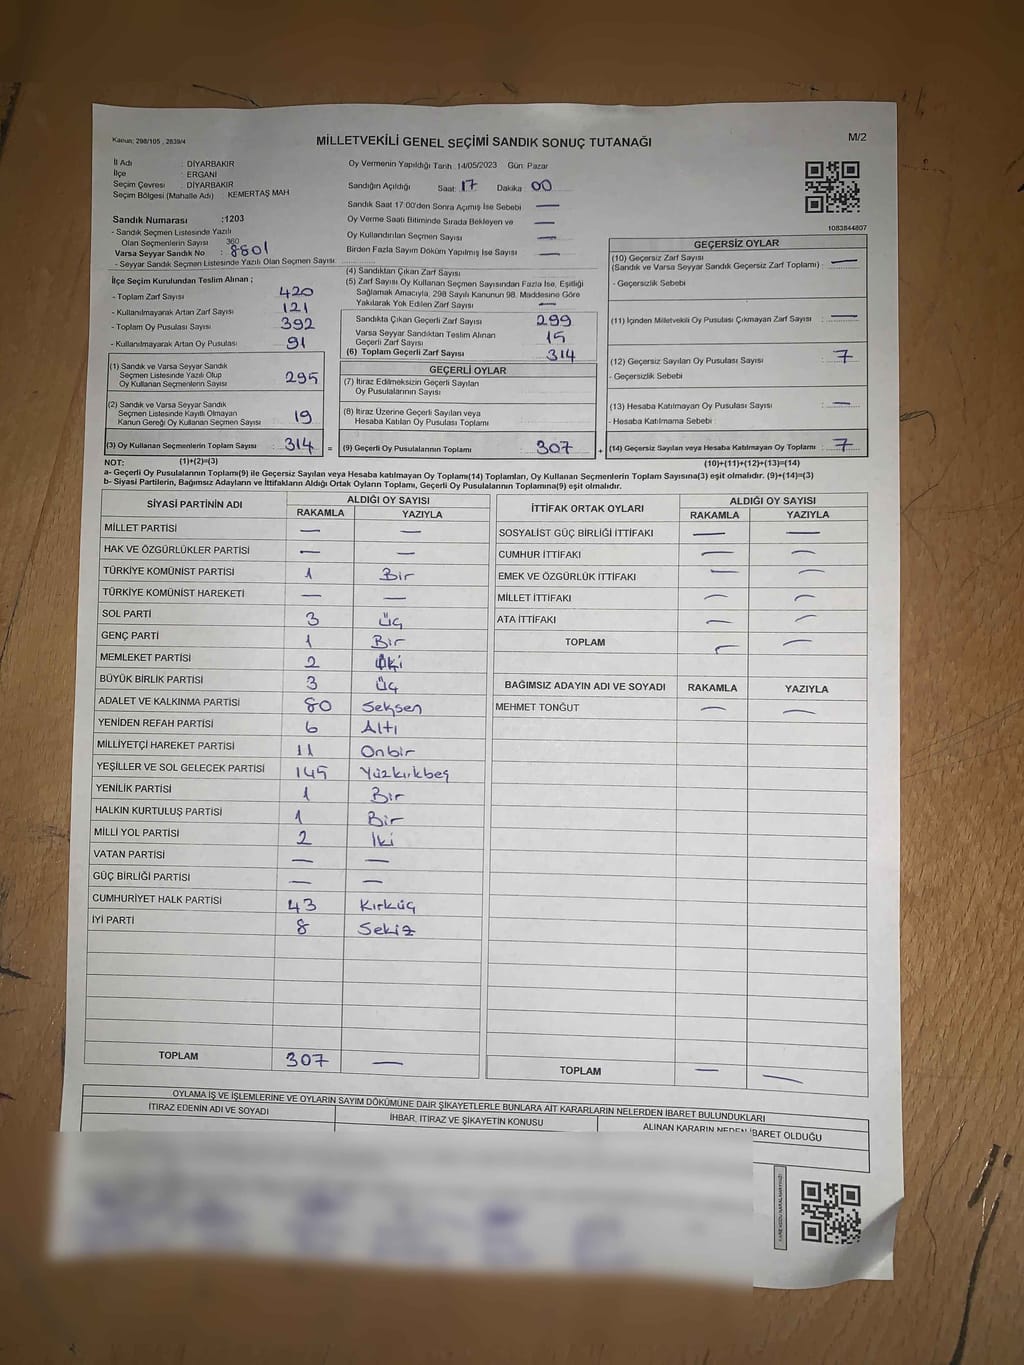 Kanun: 298/105 , 2839/4
MİLLETVEKİLİ GENEL SEÇİMİ SANDIK SONUÇ TUTANAĞI
M/2
İl Adı : DİYARBAKIR
İlçe : ERGANİ
Seçim Çevresi : DİYARBAKIR
Seçim Bölgesi (Mahalle Adı) : KEMERTAŞ MAH
Sandık Numarası :1203
- Sandık Seçmen Listesinde Yazılı
Olan Seçmenlerin Sayısı : 360
Varsa Seyyar Sandık No : 8801
- Seyyar Sandık Seçmen Listesinde Yazılı Olan Seçmen Sayısı
Oy Vermenin Yapıldığı Tarih :14/05/2023 Gün: Pazar
Sandığın Açıldığı Saat: 17 Dakika 00
Sandık Saat 17:00'den Sonra Açımış İse Sebebi —
Oy Verme Saati Bitiminde Sırada Bekleyen ve —
Oy Kullandırılan Seçmen Sayısı —
Birden Fazla Sayım Döküm Yapılmış İse Sayısı —
1083844807
İlçe Seçim Kurulundan Teslim Alınan ;
- Toplam Zarf Sayısı : 420
- Kullanılmayarak Artan Zarf Sayısı : 121
- Toplam Oy Pusulası Sayısı : 392
- Kullanılmayarak Artan Oy Pusulası : 91
(1) Sandık ve Varsa Seyyar Sandık
Seçmen Listesinde Yazılı Olup
Oy Kullanan Seçmenlerin Sayısı : 295
(2) Sandık ve Varsa Seyyar Sandık
Seçmen Listesinde Kayıtlı Olmayan
Kanun Gereği Oy Kullanan Seçmen Sayısı : 19
(3) Oy Kullanan Seçmenlerin Toplam Sayısı : 314 =
(4) Sandıktan Çıkan Zarf Sayısı
(5) Zarf Sayısı Oy Kullanan Seçmen Sayısından Fazla İse, Eşitliği
Sağlamak Amacıyla, 298 Sayılı Kanunun 98. Maddesine Göre
Yakılarak Yok Edilen Zarf Sayısı —
Sandıkta Çıkan Geçerli Zarf Sayısı 299
Varsa Seyyar Sandıktan Teslim Alınan
Geçerli Zarf Sayısı 15
(6) Toplam Geçerli Zarf Sayısı 314
GEÇERLİ OYLAR
(7) İtiraz Edilmeksizin Geçerli Sayılan
Oy Pusulalarının Sayısı
(8) İtiraz Üzerine Geçerli Sayılan veya
Hesaba Katılan Oy Pusulası Toplamı
(9) Geçerli Oy Pusulalarının Toplamı 307 +
GEÇERSİZ OYLAR
(10) Geçersiz Zarf Sayısı
(Sandık ve Varsa Seyyar Sandık Geçersiz Zarf Toplamı) : —
- Geçersizlik Sebebi
(11) İçinden Milletvekili Oy Pusulası Çıkmayan Zarf Sayısı : —
(12) Geçersiz Sayılan Oy Pusulası Sayısı : 7
- Geçersizlik Sebebi
(13) Hesaba Katılmayan Oy Pusulası Sayısı : —
- Hesaba Katılmama Sebebi
(14) Geçersiz Sayılan veya Hesaba Katılmayan Oy Toplamı : 7
NOT: (1)+(2)=(3)
(10)+(11)+(12)+(13)=(14)
a- Geçerli Oy Pusulalarının Toplamı(9) ile Geçersiz Sayılan veya Hesaba katılmayan Oy Toplamı(14) Toplamları, Oy Kullanan Seçmenlerin Toplam Sayısına(3) eşit olmalıdır. (9)+(14)=(3)
b- Siyasi Partilerin, Bağımsız Adayların ve İttifakların Aldığı Ortak Oyların Toplamı, Geçerli Oy Pusulalarının Toplamına(9) eşit olmalıdır.
SİYASİ PARTİNİN ADI ALDIĞI OY SAYISI
RAKAMLA YAZIYLA
MİLLET PARTİSİ — —
HAK VE ÖZGÜRLÜKLER PARTİSİ — —
TÜRKİYE KOMÜNİST PARTİSİ 1 Bir
TÜRKİYE KOMÜNİST HAREKETİ — —
SOL PARTİ 3 Üç
GENÇ PARTİ 1 Bir
MEMLEKET PARTİSİ 2 İki
BÜYÜK BİRLİK PARTİSİ 3 Üç
ADALET VE KALKINMA PARTİSİ 80 Seksen
YENİDEN REFAH PARTİSİ 6 Altı
MİLLİYETÇİ HAREKET PARTİSİ 11 Onbir
YEŞİLLER VE SOL GELECEK PARTİSİ 145 Yüzkırkbeş
YENİLİK PARTİSİ 1 Bir
HALKIN KURTULUŞ PARTİSİ 1 Bir
MİLLİ YOL PARTİSİ 2 İki
VATAN PARTİSİ — —
GÜÇ BİRLİĞİ PARTİSİ — —
CUMHURİYET HALK PARTİSİ 43 Kırküç
İYİ PARTİ 8 Sekiz
TOPLAM 307 —
İTTİFAK ORTAK OYLARI ALDIĞI OY SAYISI
RAKAMLA YAZIYLA
SOSYALİST GÜÇ BİRLİĞİ İTTİFAKI — —
CUMHUR İTTİFAKI — —
EMEK VE ÖZGÜRLÜK İTTİFAKI — —
MİLLET İTTİFAKI — —
ATA İTTİFAKI — —
TOPLAM — —
BAĞIMSIZ ADAYIN ADI VE SOYADI RAKAMLA YAZIYLA
MEHMET TONĞUT — —
TOPLAM — —
OYLAMA İŞ VE İŞLEMLERİNE VE OYLARIN SAYIM DÖKÜMÜNE DAİR ŞİKAYETLERLE BUNLARA AİT KARARLARIN NELERDEN İBARET BULUNDUKLARI
İTİRAZ EDENİN ADI VE SOYADI
İHBAR, İTİRAZ VE ŞİKAYETİN KONUSU
ALINAN KARARIN NEDEN İBARET OLDUĞU